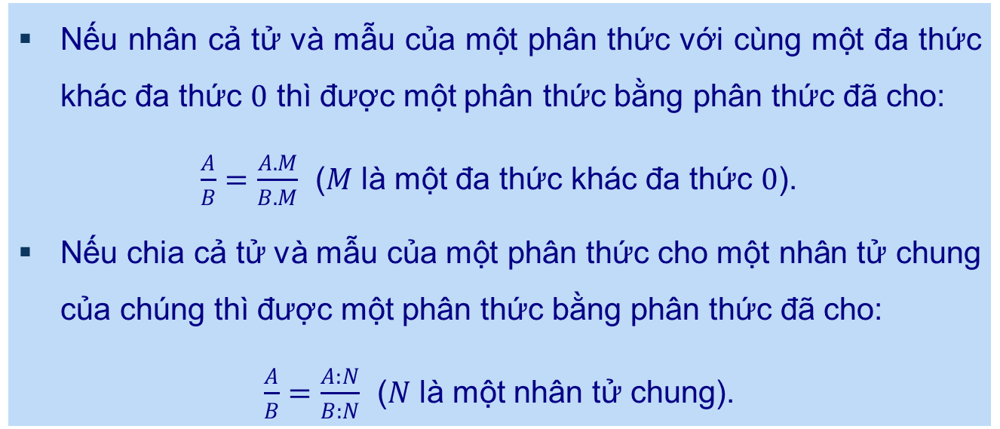 ▪ Nếu nhân cả tử và mẫu của một phân thức với cùng một đa thức
khác đa thức 0 thì được một phân thức bằng phân thức đã cho:
$\frac{A}{B} = \frac{A.M}{B.M}$ (M là một đa thức khác đa thức 0).
▪ Nếu chia cả tử và mẫu của một phân thức cho một nhân tử chung
của chúng thì được một phân thức bằng phân thức đã cho:
$\frac{A}{B} = \frac{A:N}{B:N}$ (N là một nhân tử chung).